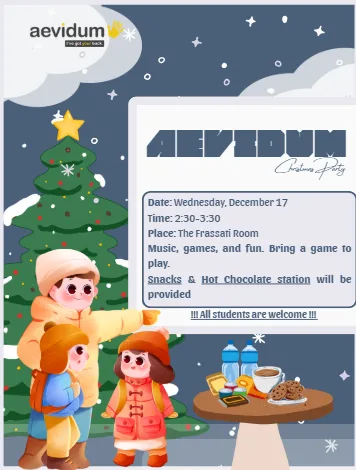 aevidum
I've got your back.
AEVIDUM
Christmas Party
Date: Wednesday, December 17
Time: 2:30-3:30
Place: The Frassati Room
Music, games, and fun. Bring a game to
play.
Snacks & Hot Chocolate station will be
provided
!!! All students are welcome !!!